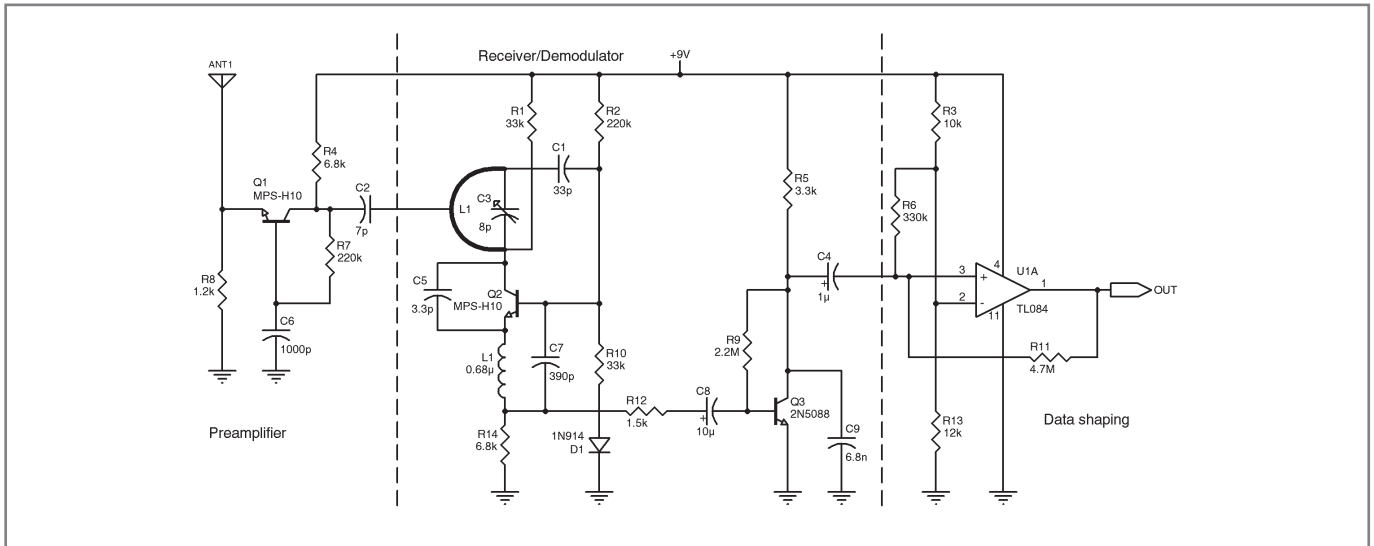 Receiver/Demodulator
+9V
ANT1
R1
33k
R2
220k
R3
10k
R4
6.8k
C1
33p
Q1
MPS-H10
C2
7p
L1
C3
8p
R5
3.3k
R6
330k
R7
220k
R8
1.2k
C5
3.3p
Q2
MPS-H10
C4
+
1µ
3
+
4
U1A
1
OUT
2
-
11
TL084
C6
1000p
L1
0.68µ
C7
390p
R10
33k
R9
2.2M
R11
4.7M
R12
1.5k
C8
+
10µ
Q3
2N5088
C9
6.8n
R13
12k
R14
6.8k
1N914
D1
Preamplifier
Data shaping